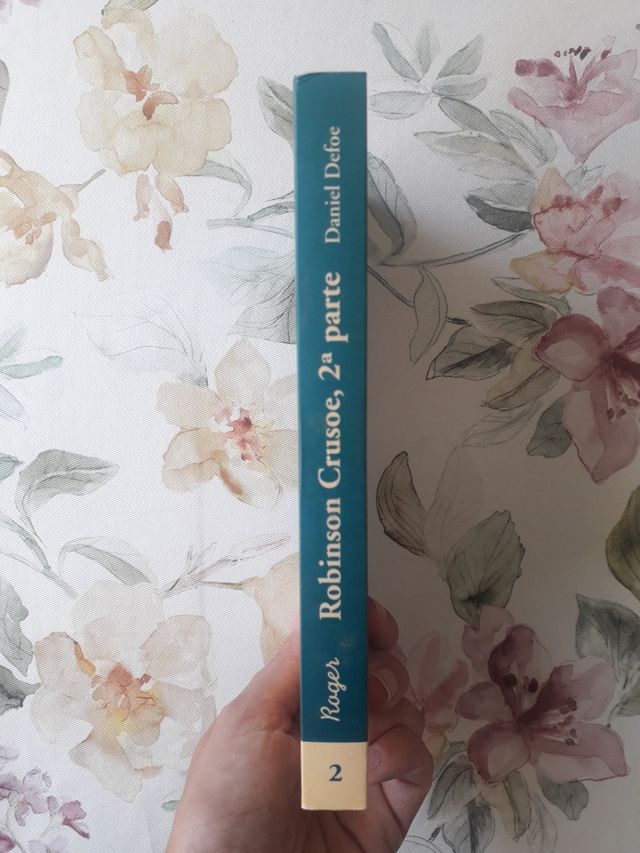 Roger
Robinson Crusoe, 2ª parte
Daniel Defoe
2